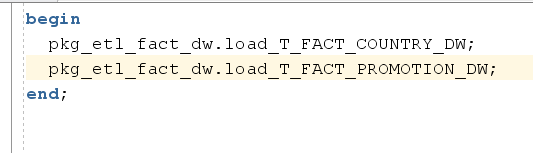 begin
pkg_etl_fact_dw.load_T_FACT_COUNTRY_DW;
pkg_etl_fact_dw.load_T_FACT_PROMOTION_DW;
end;